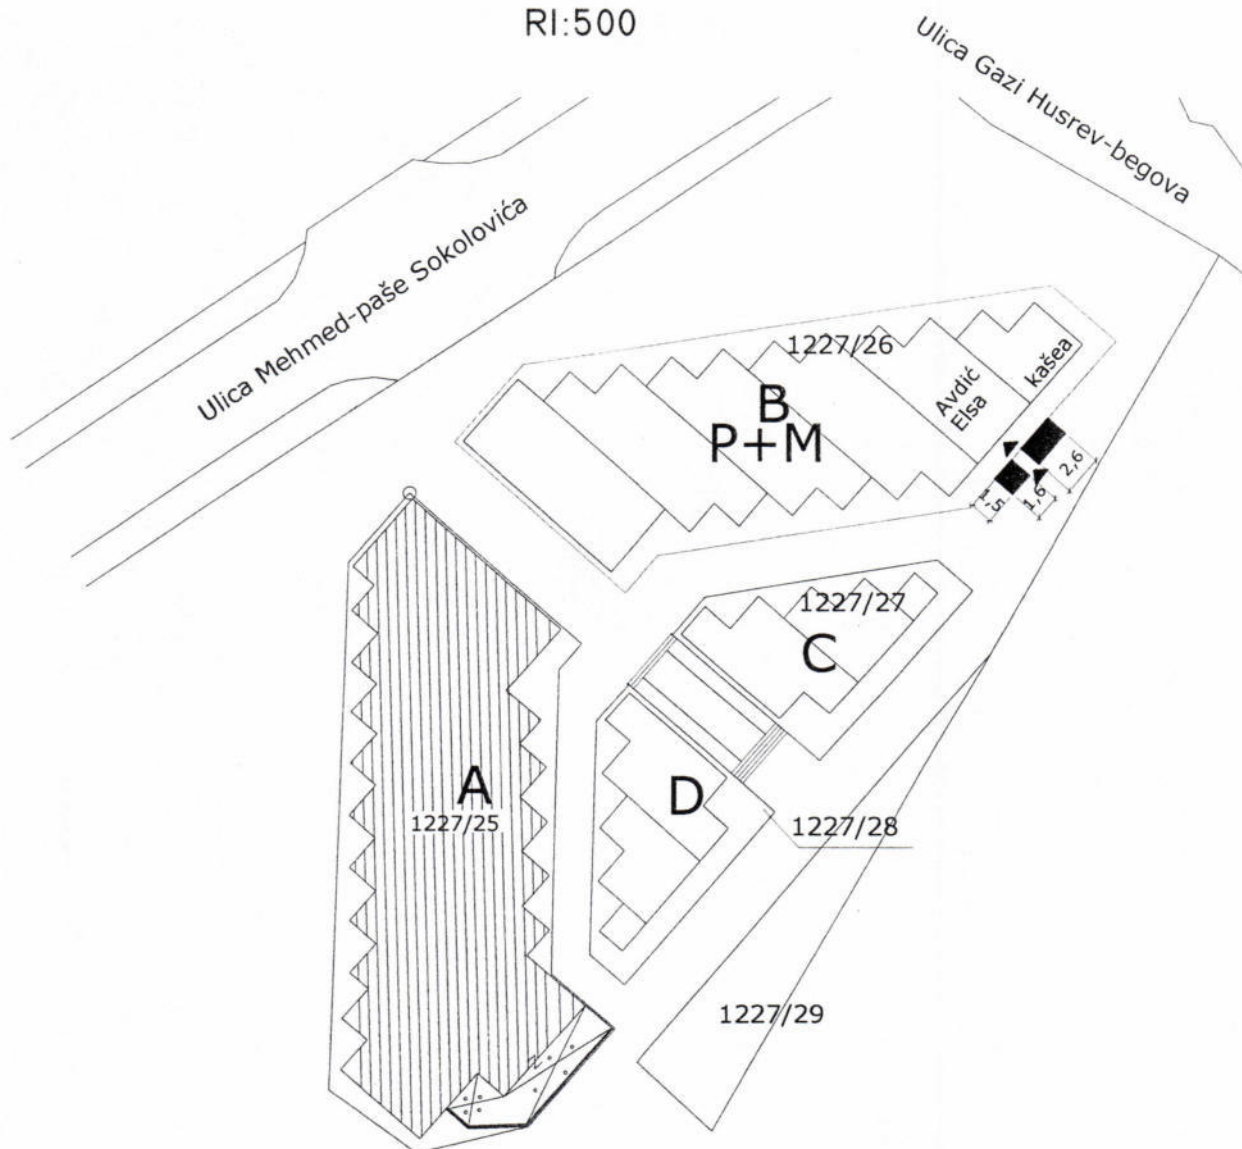 RI:500
Ulica Gazi Husrev-begova
Ulica Mehmed-paše Sokolovića
1227/26
B
P+M
Avdić
Elsa
kašea
2,6
1,6
1,5
1227/27
C
A
1227/25
D
1227/28
1227/29